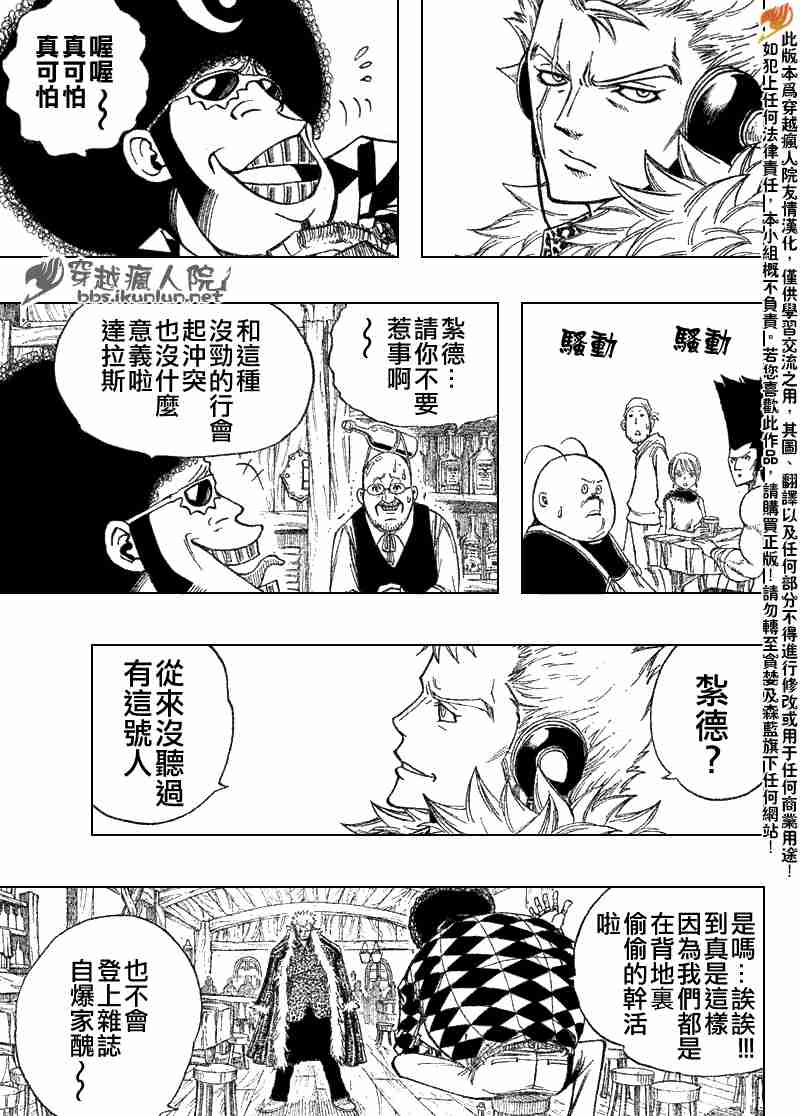 喔喔
真可怕
真可怕
～
騷動
騷動
紮德…
請你不要
惹事啊
～
和這種
沒勁的行會
起沖突
也沒什麼
意義啦
達拉斯
紮德？
從來沒聽過
有這號人
是嗎…誒誒!!!
到真是這樣
因為我們都是
在背地裏
偷偷的幹活
啦
也不會
登上雜誌
自爆家醜
～
穿越瘋人院
bbs.ikunlun.net
此版本爲穿越瘋人院友情漢化，僅供學習交流之用，其圖、翻譯以及任何部分不得進行修改或用于任何商業用途！
如犯上任何法律責任，本小組概不負責。若您喜歡此作品，請購買正版！請勿轉至貪婪及森藍旗下任何網站！